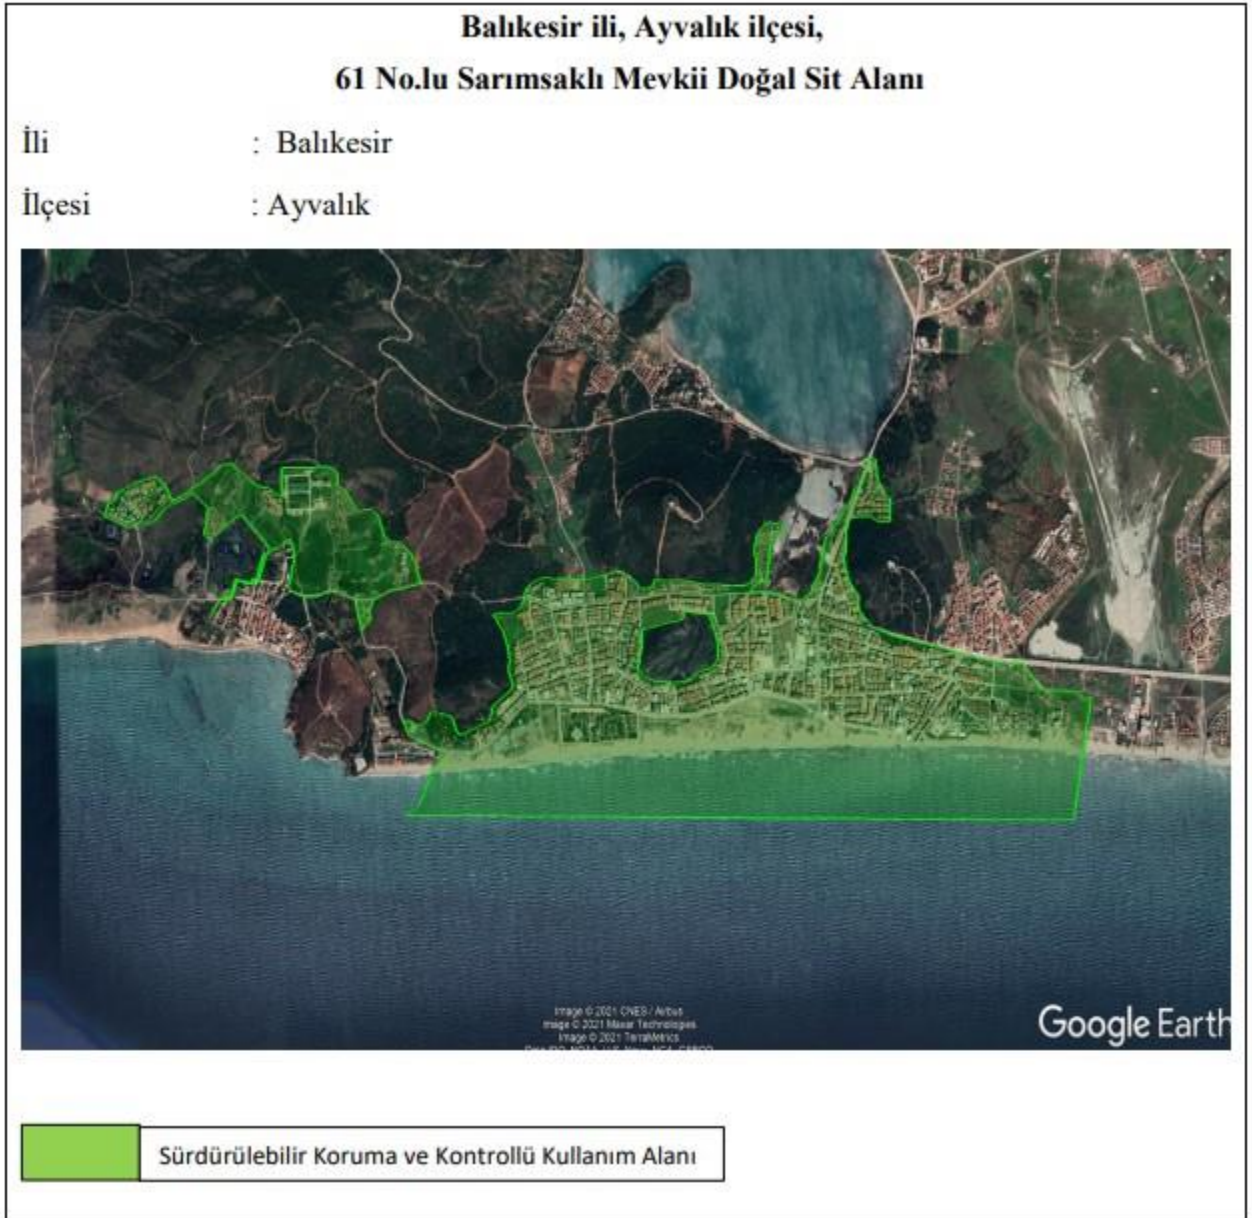 Balıkesir ili, Ayvalık ilçesi,
61 No.lu Sarımsaklı Mevkii Doğal Sit Alanı
İli : Balıkesir
İlçesi : Ayvalık
Image © 2021 CNES / Airbus
Image © 2021 Maxar Technologies
Image © 2021 TerraMetrics
Google Earth
Sürdürülebilir Koruma ve Kontrollü Kullanım Alanı